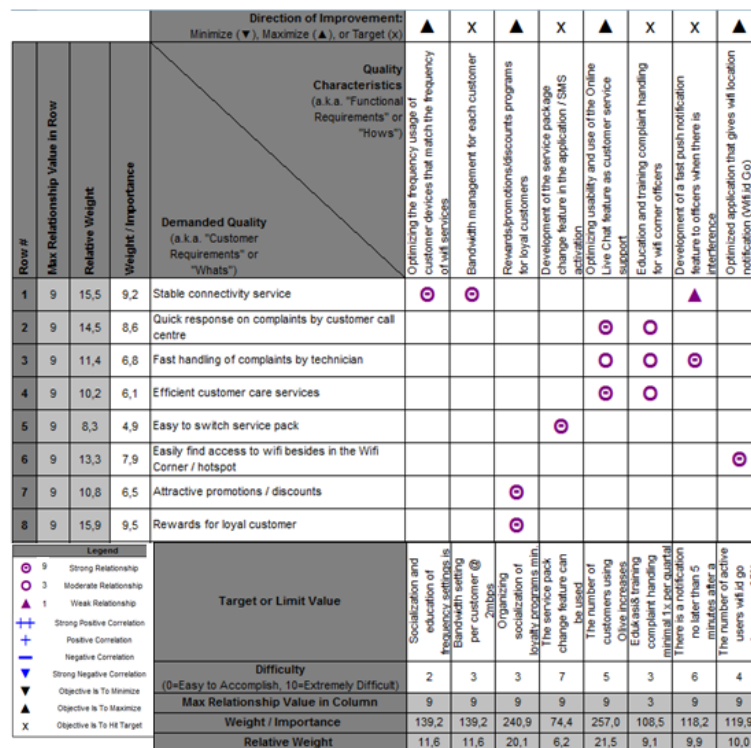 Direction of Improvement:
Minimize (▼), Maximize (▲), or Target (x)
▲ X ▲ X ▲ X X ▲
Row #
Max Relationship Value in Row
Relative Weight
Weight / Importance
Quality
Characteristics
(a.k.a. "Functional
Requirements" or
"Hows")
Demanded Quality
(a.k.a. "Customer
Requirements" or
"Whats")
Optimizing the frequency usage of
customer devices that match the frequency
of wifi services
Bandwidth management for each customer
Rewards/promotions/discounts programs
for loyal customers
Development of the service package
change feature in the application / SMS
activation
Optimizing usability and use of the Online
Live Chat feature as customer service
support
Education and training complaint handling
for wifi corner officers
Development of a fast push notification
feature to officers when there is
interference
Optimized application that gives wifi location
notification (Wifi.id Go)
1 9 15,5 9,2 Stable connectivity service
2 9 14,5 8,6 Quick response on complaints by customer call
centre
3 9 11,4 6,8 Fast handling of complaints by technician
4 9 10,2 6,1 Efficient customer care services
5 9 8,3 4,9 Easy to switch service pack
6 9 13,3 7,9 Easily find access to wifi besides in the Wifi
Corner / hotspot
7 9 10,8 6,5 Attractive promotions / discounts
8 9 15,9 9,5 Rewards for loyal customer
Legend
9 Strong Relationship
3 Moderate Relationship
1 Weak Relationship
Strong Positive Correlation
Positive Correlation
Negative Correlation
Strong Negative Correlation
Objective Is To Minimize
Objective Is To Maximize
X Objective Is To Hit Target
Target or Limit Value
Socialization and
education of
frequency settings is
Bandwidth setting
per customer @
2mbps
Organizing
socialization of
loyalty programs min.
The service pack
change feature can
be used
The number of
customers using
Olive increases
Edukasi& training
complaint handling
minimal 1x per quartal
There is a notification
no later than 5
minutes after a
The number of active
users wifi.id go
Difficulty
(0=Easy to Accomplish, 10=Extremely Difficult)
2 3 3 7 5 3 6 4
Max Relationship Value in Column
9 9 9 9 9 3 9 9
Weight / Importance
139,2 139,2 240,9 74,4 257,0 108,5 118,2 119,9
Relative Weight
11,6 11,6 20,1 6,2 21,5 9,1 9,9 10,0